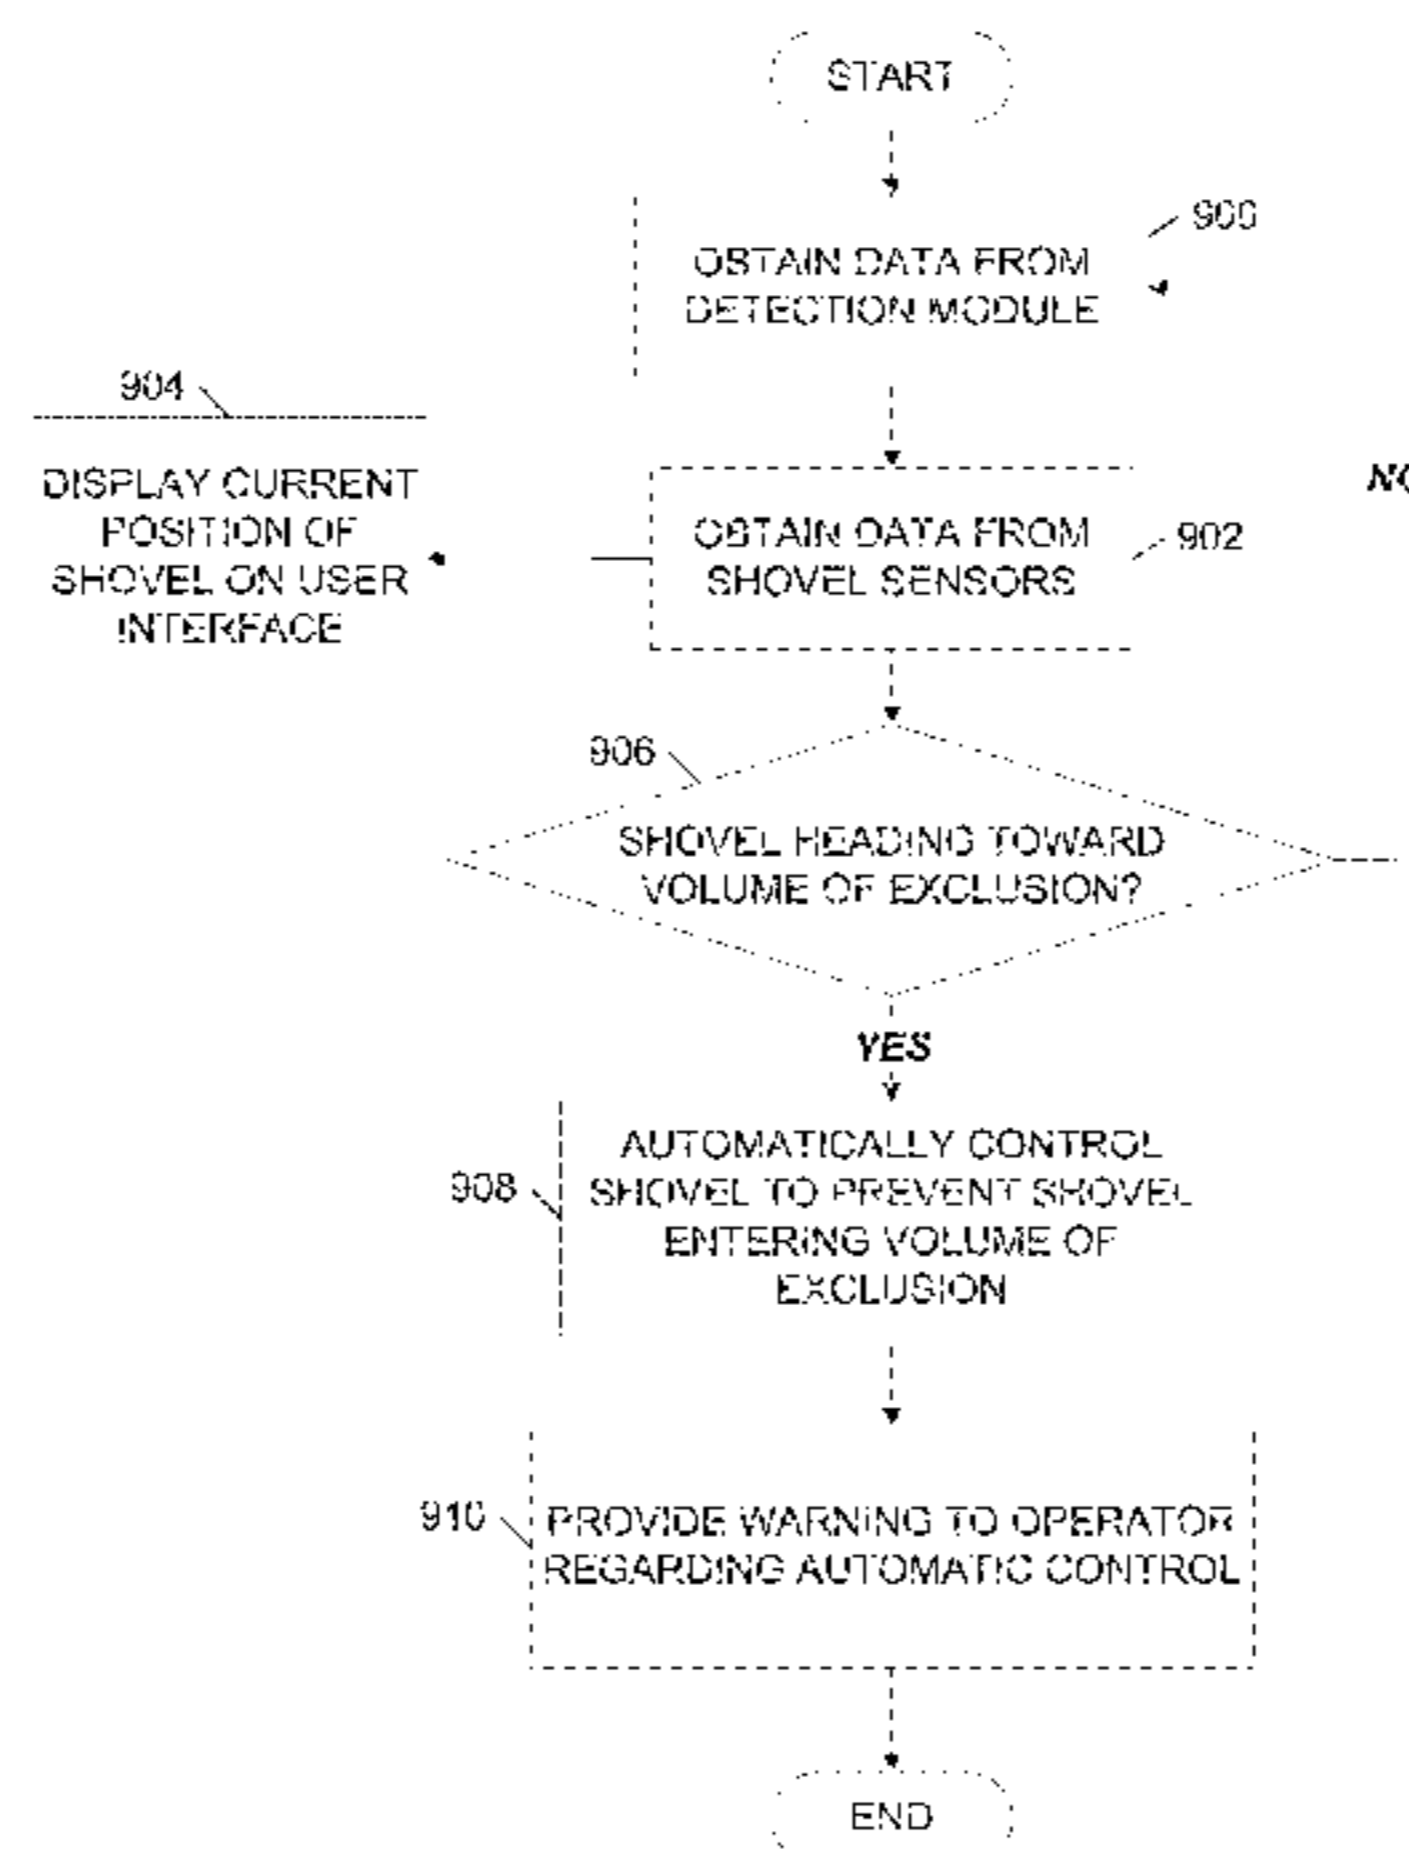 START
900
OBTAIN DATA FROM
DETECTION MODULE
904
DISPLAY CURRENT
POSITION OF
SHOVEL ON USER
INTERFACE
OBTAIN DATA FROM
SHOVEL SENSORS
902
906
SHOVEL HEADING TOWARD
VOLUME OF EXCLUSION?
YES
908
AUTOMATICALLY CONTROL
SHOVEL TO PREVENT SHOVEL
ENTERING VOLUME OF
EXCLUSION
910
PROVIDE WARNING TO OPERATOR
REGARDING AUTOMATIC CONTROL
END